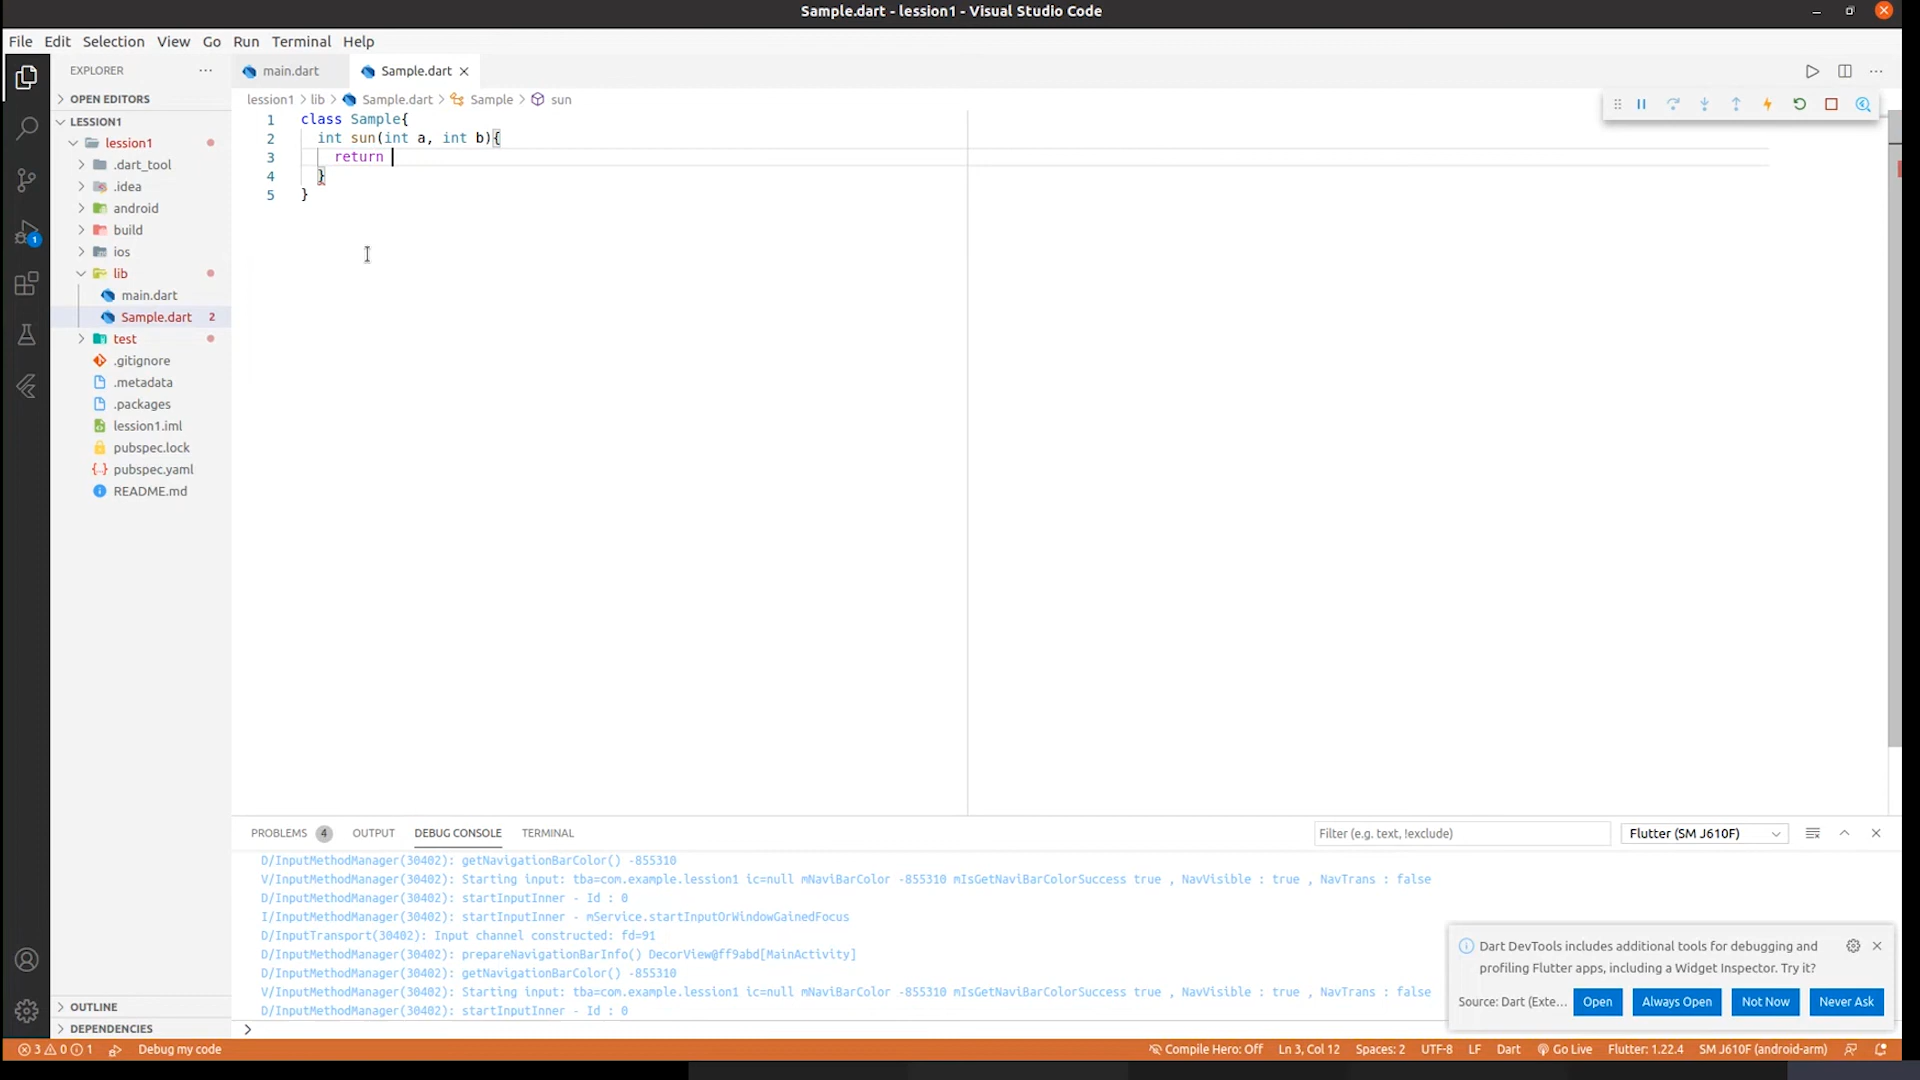 Sample.dart - lession1 - Visual Studio Code
File Edit Selection View Go Run Terminal Help
EXPLORER ...
main.dart
Sample.dart
OPEN EDITORS
LESSION1
lession1
.dart_tool
.idea
android
build
ios
lib
main.dart
Sample.dart 2
test
.gitignore
.metadata
.packages
lession1.iml
pubspec.lock
pubspec.yaml
README.md
OUTLINE
DEPENDENCIES
1
lession1 > lib > Sample.dart > Sample > sun
1 class Sample{
2 int sun(int a, int b){
3 return
4 }
5 }
PROBLEMS 4 OUTPUT DEBUG CONSOLE TERMINAL
Filter (e.g. text, !exclude)
Flutter (SM J610F)
D/InputMethodManager(30402): getNavigationBarColor() -855310
V/InputMethodManager(30402): Starting input: tba=com.example.lession1 ic=null mNaviBarColor -855310 mIsGetNaviBarColorSuccess true , NavVisible : true , NavTrans : false
D/InputMethodManager(30402): startInputInner - Id : 0
I/InputMethodManager(30402): startInputInner - mService.startInputOrWindowGainedFocus
D/InputTransport(30402): Input channel constructed: fd=91
D/InputMethodManager(30402): prepareNavigationBarInfo() DecorView@ff9abd[MainActivity]
D/InputMethodManager(30402): getNavigationBarColor() -855310
V/InputMethodManager(30402): Starting input: tba=com.example.lession1 ic=null mNaviBarColor -855310 mIsGetNaviBarColorSuccess true , NavVisible : true , NavTrans : false
D/InputMethodManager(30402): startInputInner - Id : 0
>
Dart DevTools includes additional tools for debugging and
profiling Flutter apps, including a Widget Inspector. Try it?
Source: Dart (Exte...
Open
Always Open
Not Now
Never Ask
3 0 1 Debug my code
Compile Hero: Off Ln 3, Col 12 Spaces: 2 UTF-8 LF Dart Go Live Flutter: 1.22.4 SM J610F (android-arm)